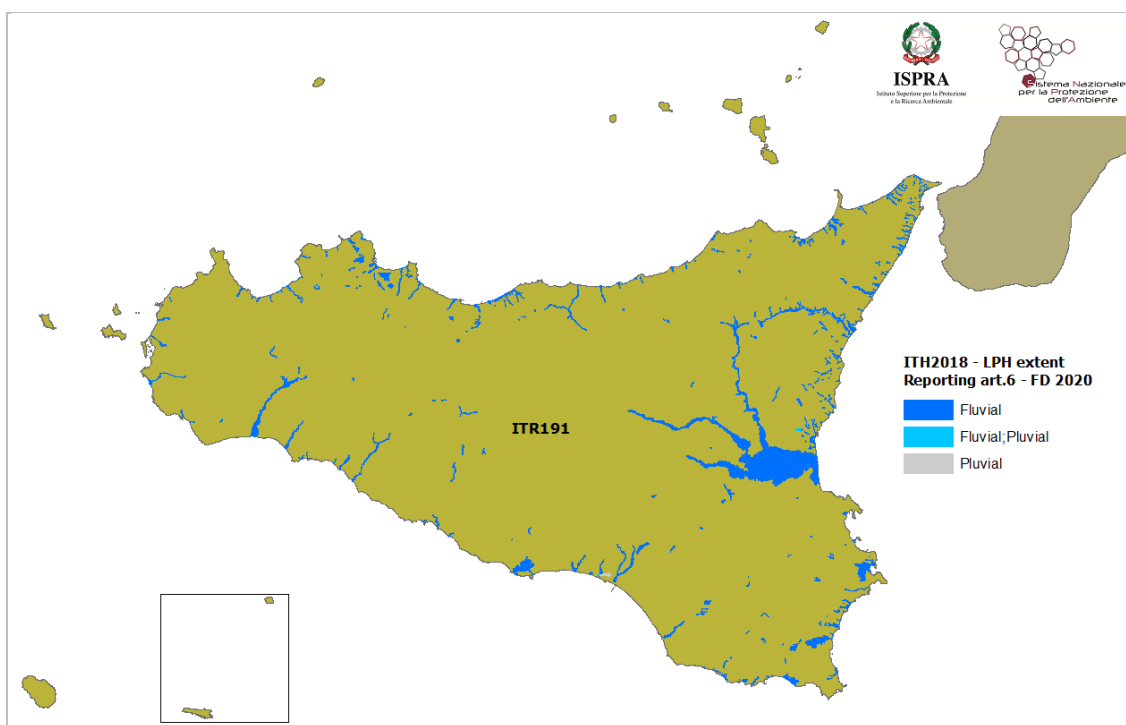 ISPRA
Istituto Superiore per la Protezione
e la Ricerca Ambientale
Sistema Nazionale
per la Protezione
dell'Ambiente
ITH2018 - LPH extent
Reporting art.6 - FD 2020
Fluvial
Fluvial;Pluvial
Pluvial
ITR191